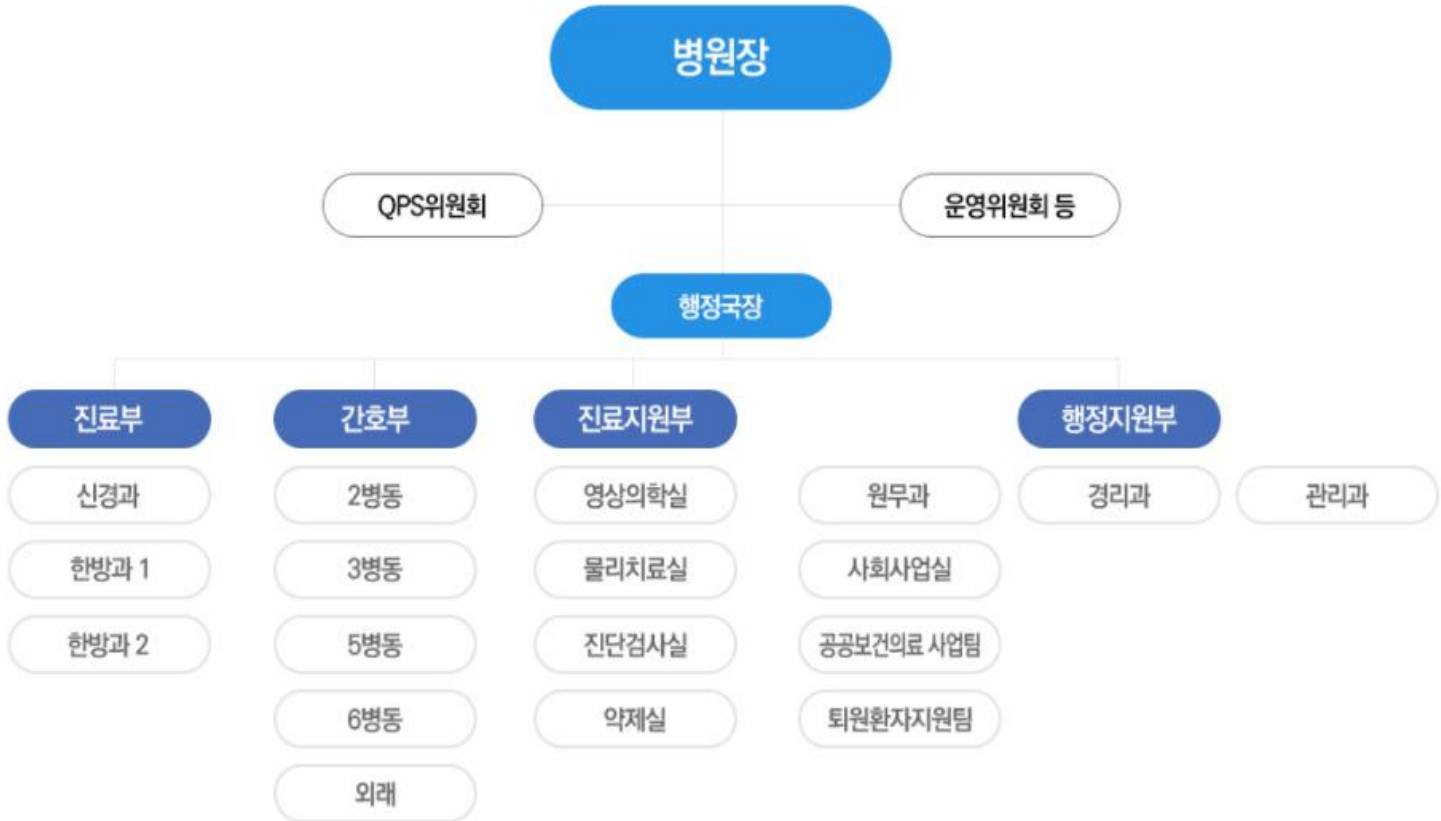 병원장
QPS위원회
운영위원회 등
행정국장
진료부
간호부
진료지원부
행정지원부
신경과
2병동
영상의학실
원무과
경리과
관리과
한방과 1
3병동
물리치료실
사회사업실
한방과 2
5병동
진단검사실
공공보건의료 사업팀
6병동
약제실
퇴원환자지원팀
외래